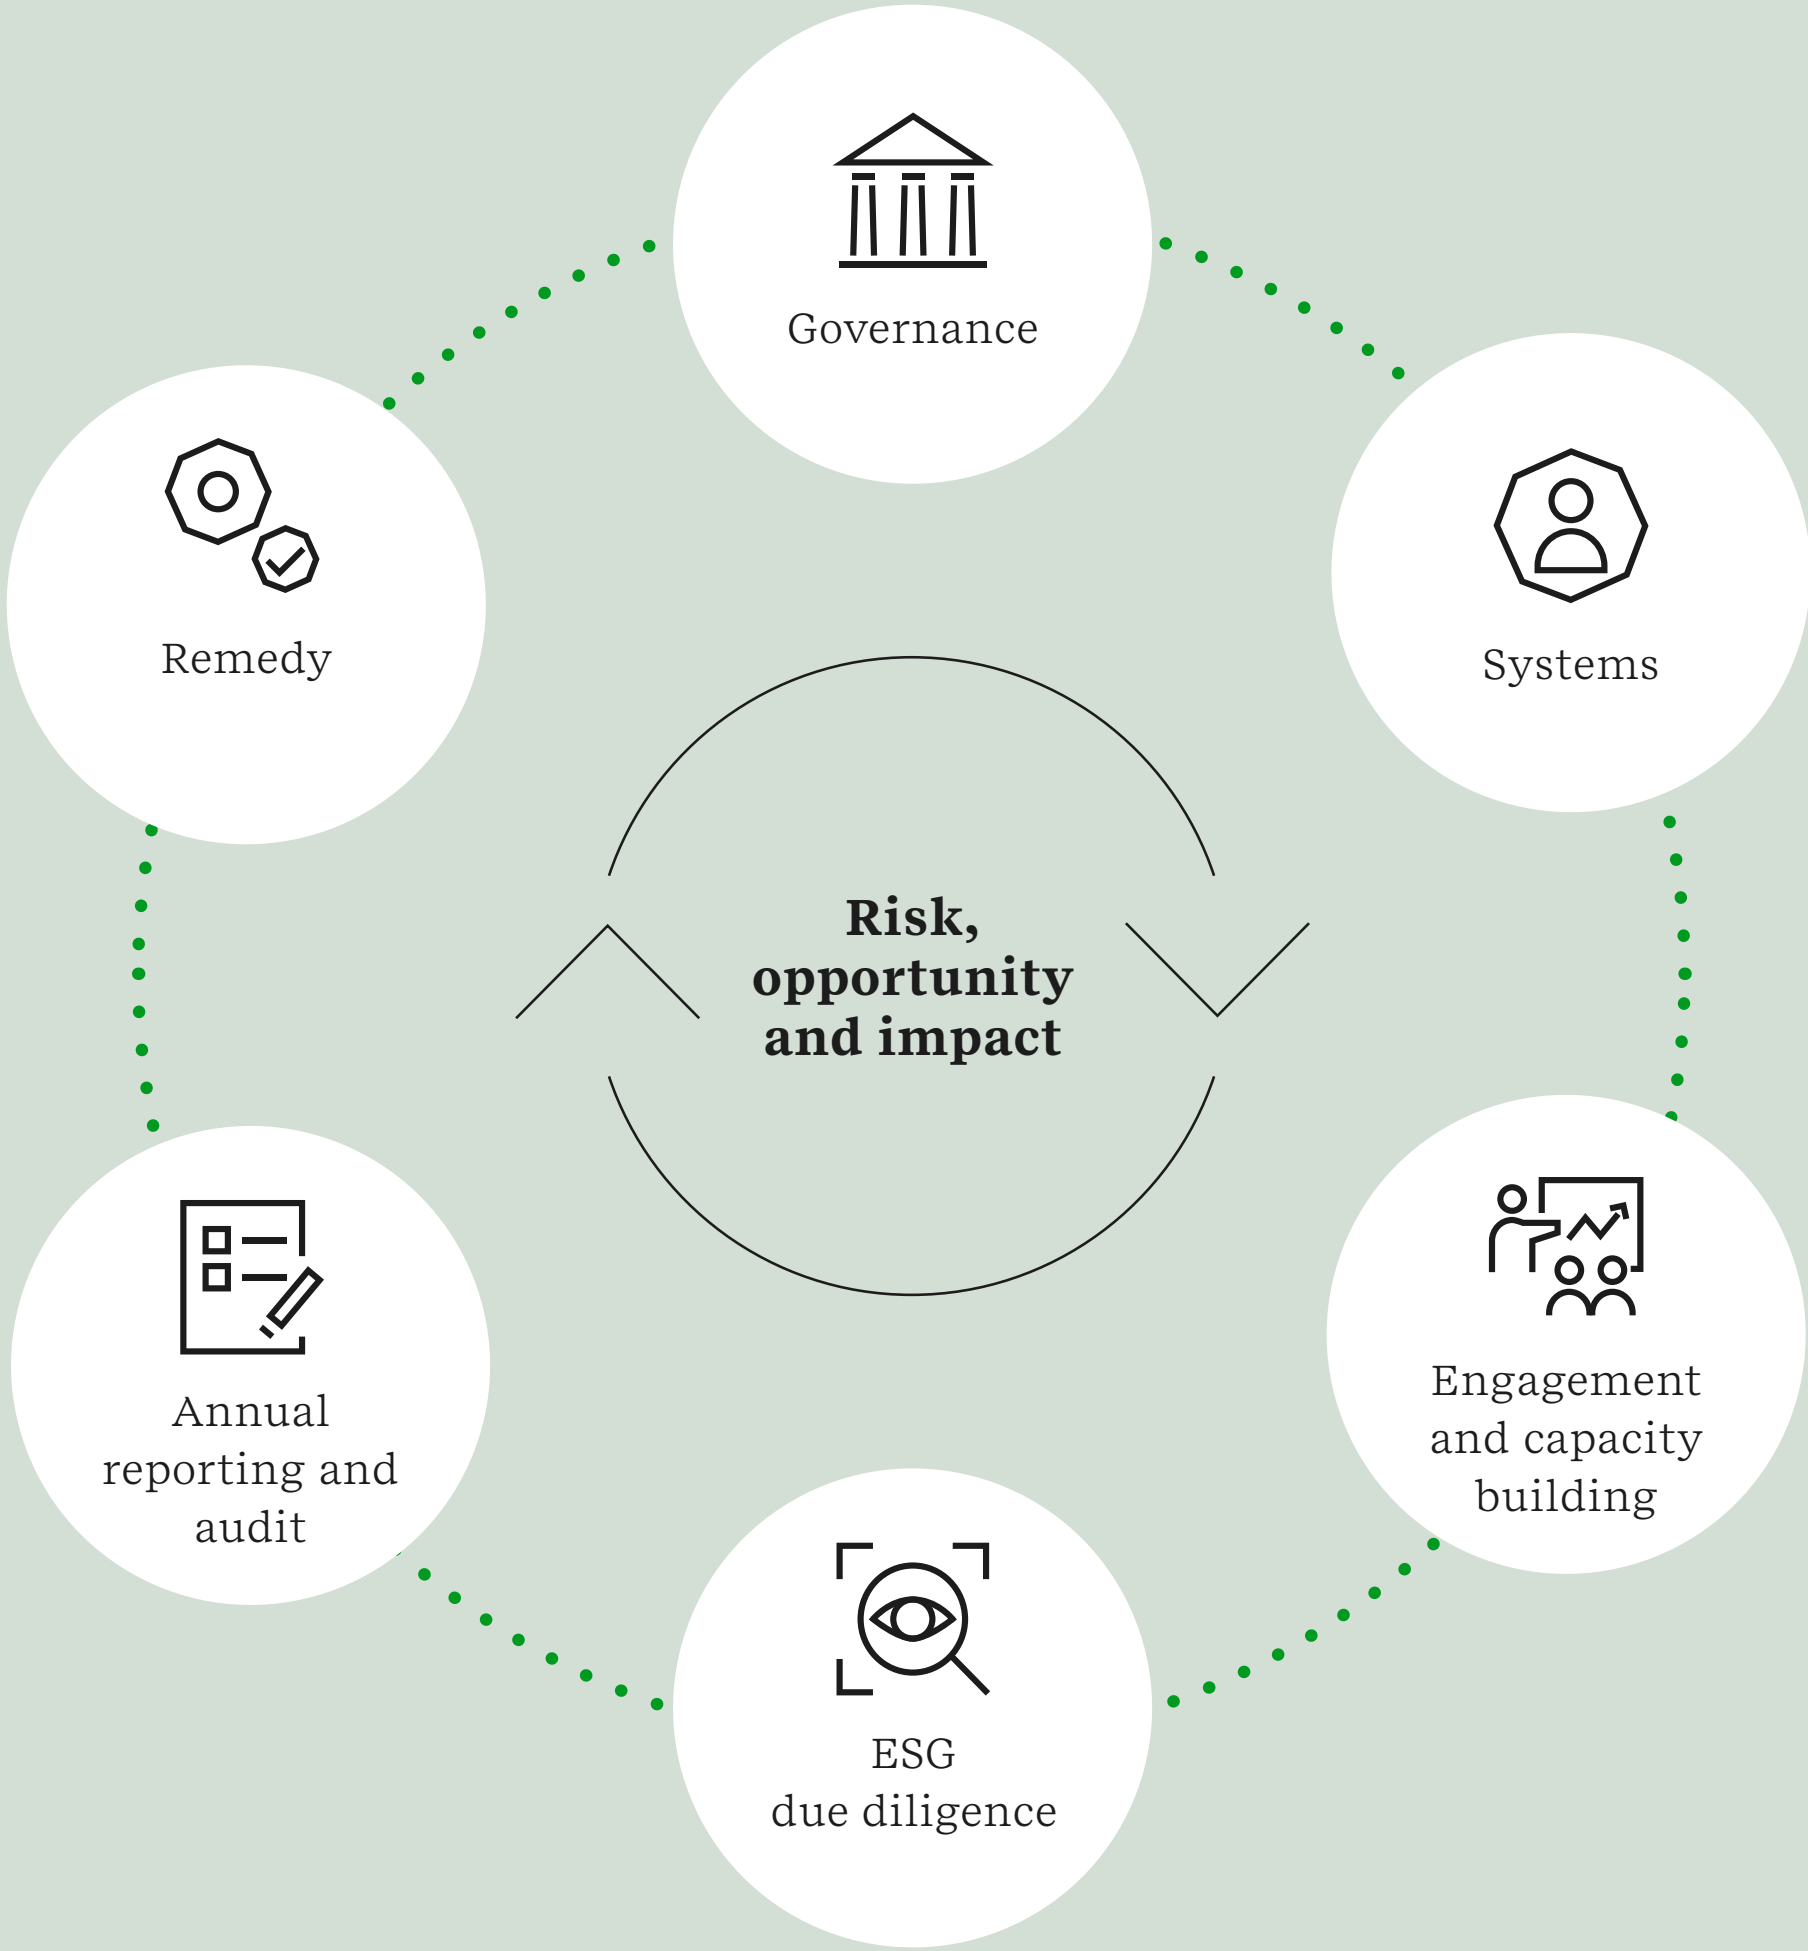 Governance
Systems
Engagement
and capacity
building
ESG
due diligence
Annual
reporting and
audit
Remedy
Risk,
opportunity
and impact